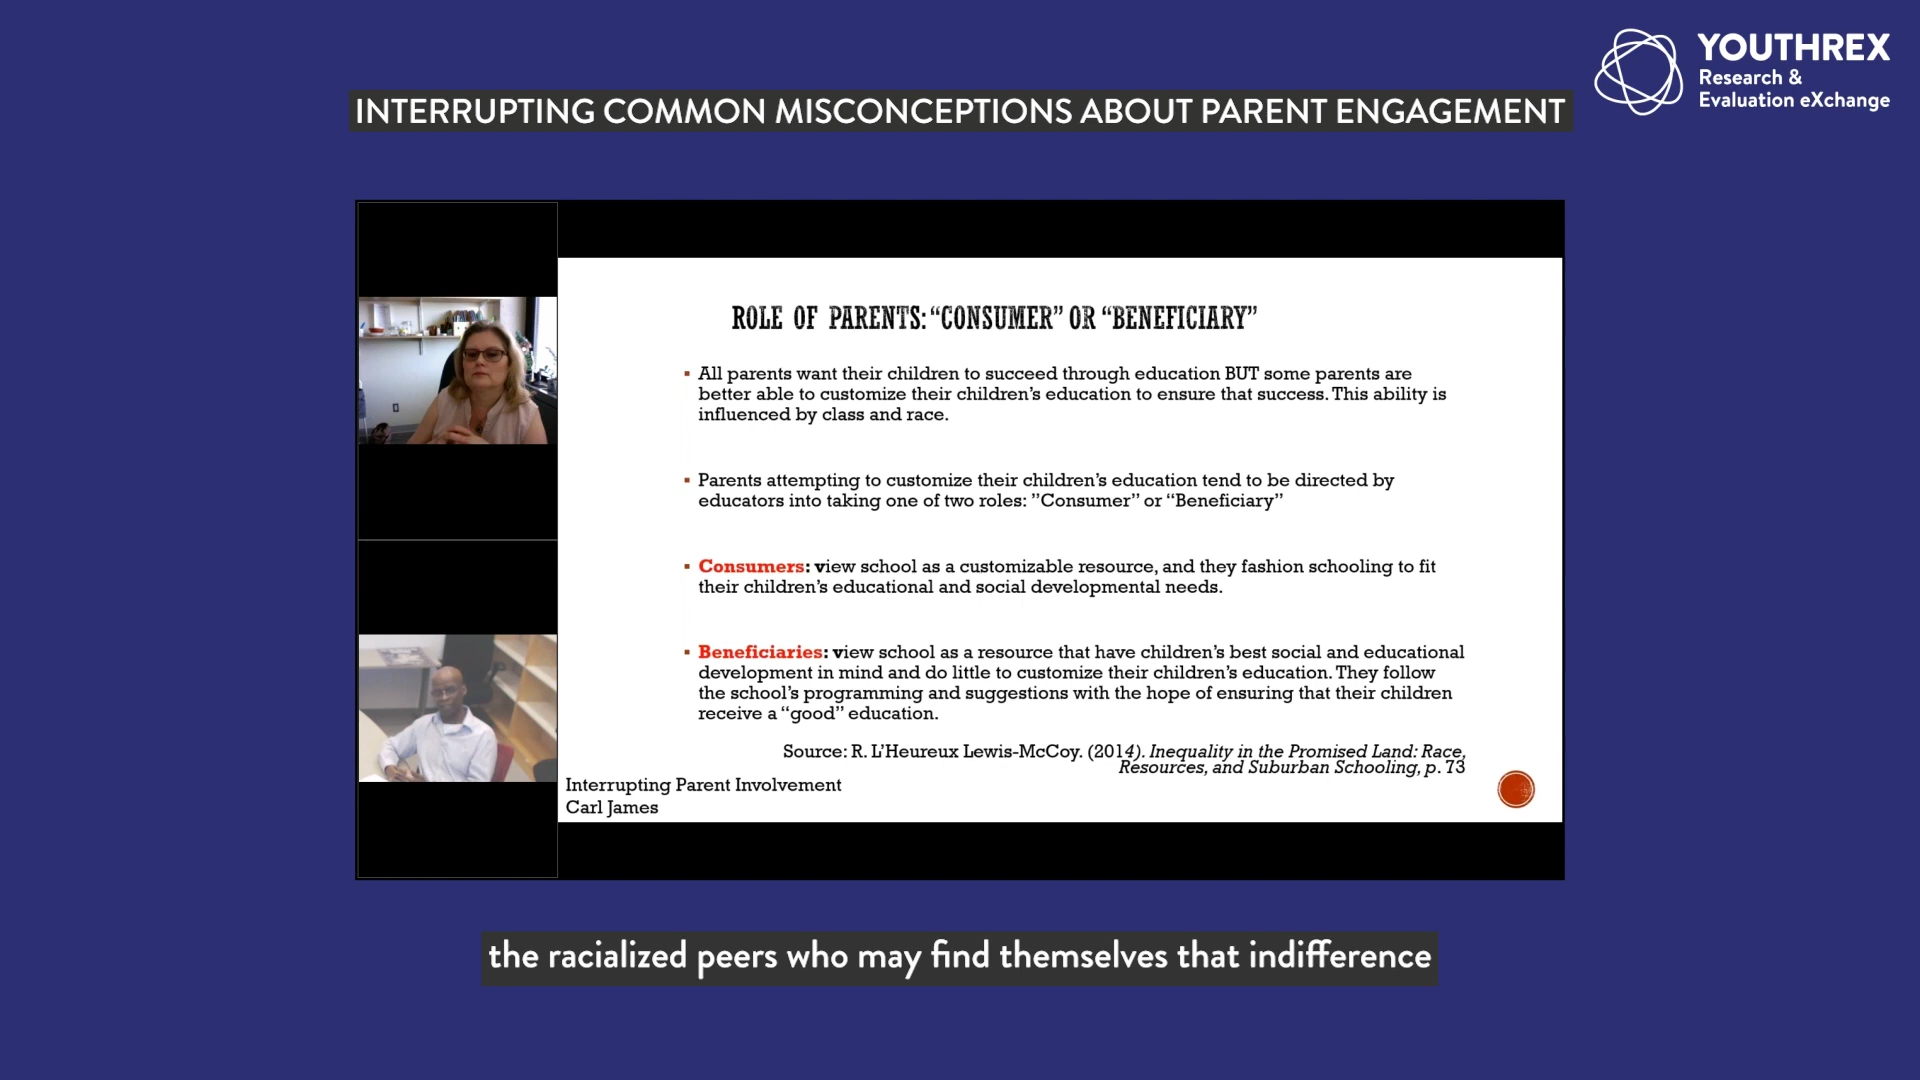 YOUTHREX
Research &
Evaluation eXchange
INTERRUPTING COMMON MISCONCEPTIONS ABOUT PARENT ENGAGEMENT
ROLE OF PARENTS: “CONSUMER” OR “BENEFICIARY”
▪ All parents want their children to succeed through education BUT some parents are
better able to customize their children’s education to ensure that success. This ability is
influenced by class and race.
▪ Parents attempting to customize their children’s education tend to be directed by
educators into taking one of two roles: ”Consumer” or “Beneficiary”
▪ Consumers: view school as a customizable resource, and they fashion schooling to fit
their children’s educational and social developmental needs.
▪ Beneficiaries: view school as a resource that have children’s best social and educational
development in mind and do little to customize their children’s education. They follow
the school’s programming and suggestions with the hope of ensuring that their children
receive a “good” education.
Source: R. L’Heureux Lewis-McCoy. (2014). Inequality in the Promised Land: Race,
Resources, and Suburban Schooling, p. 73
Interrupting Parent Involvement
Carl James
the racialized peers who may find themselves that indifference